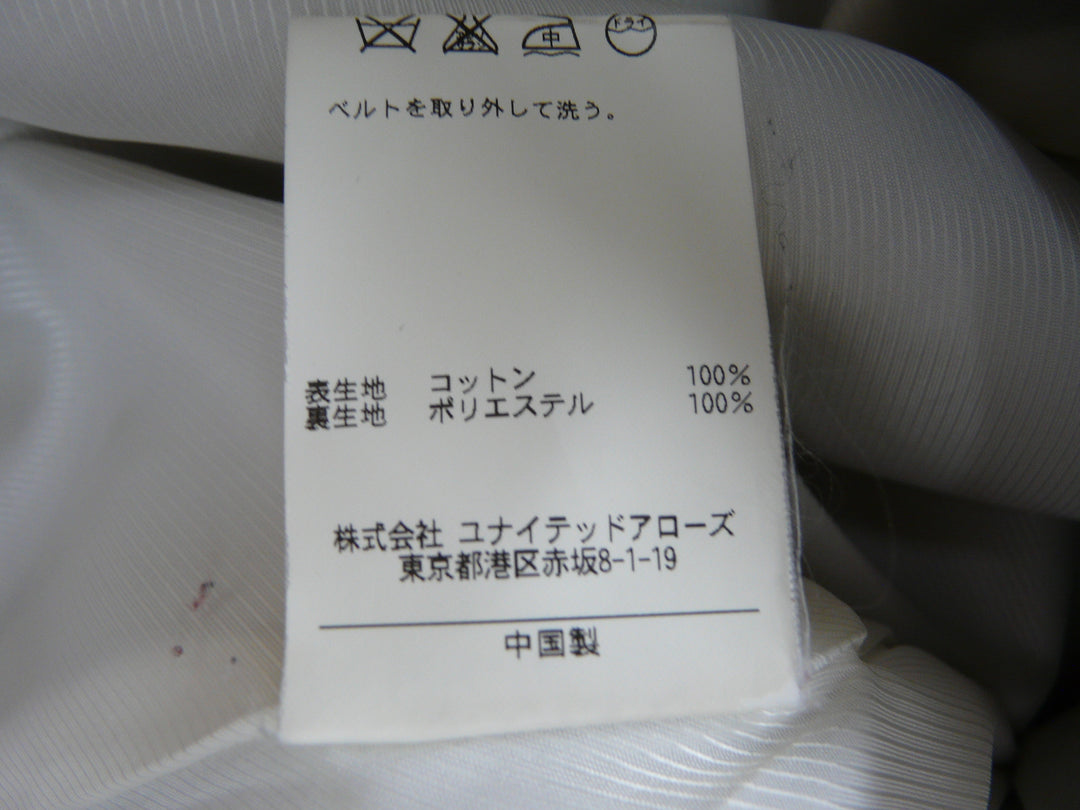 中 ドライ
ベルトを取り外して洗う。
表生地 コットン 100%
裏生地 ポリエステル 100%
株式会社 ユナイテッドアローズ
東京都港区赤坂8-1-19
中国製